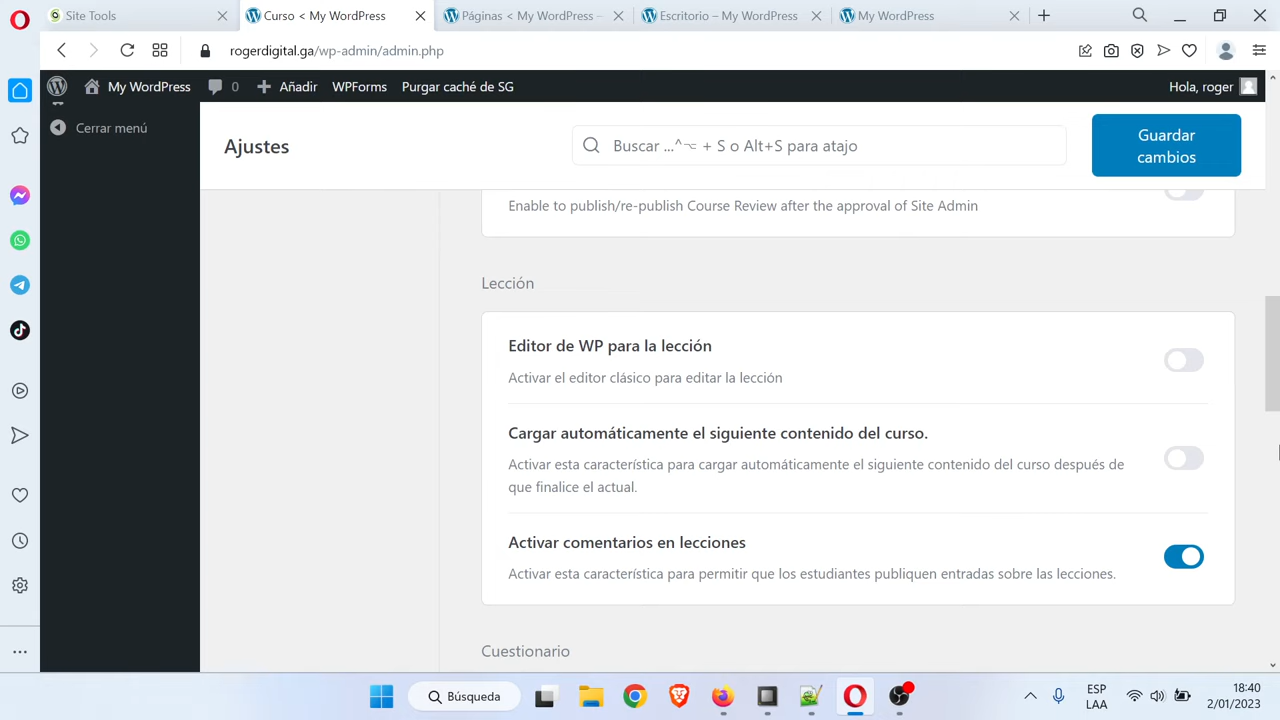 Site Tools
Curso < My WordPress
Páginas < My WordPress –
Escritorio – My WordPress
My WordPress
rogerdigital.ga/wp-admin/admin.php
My WordPress
0
Añadir
WPForms
Purgar caché de SG
Hola, roger
Cerrar menú
Ajustes
Buscar ...^⌥ + S o Alt+S para atajo
Guardar
cambios
Enable to publish/re-publish Course Review after the approval of Site Admin
Lección
Editor de WP para la lección
Activar el editor clásico para editar la lección
Cargar automáticamente el siguiente contenido del curso.
Activar esta característica para cargar automáticamente el siguiente contenido del curso después de
que finalice el actual.
Activar comentarios en lecciones
Activar esta característica para permitir que los estudiantes publiquen entradas sobre las lecciones.
Cuestionario
Búsqueda
ESP
LAA
18:40
2/01/2023